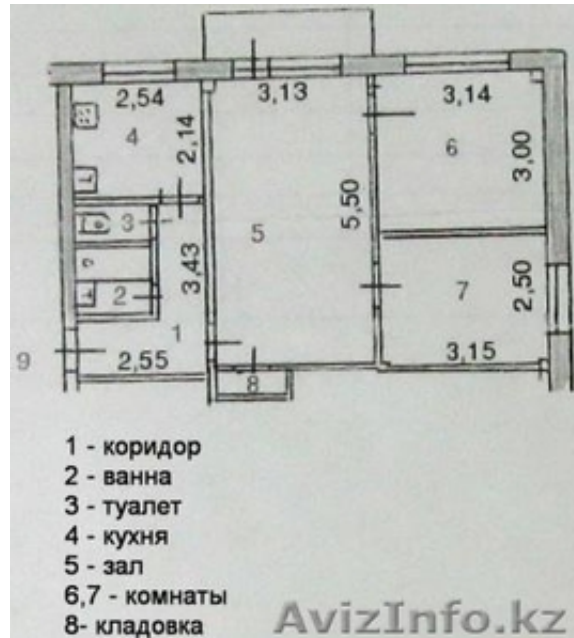 2,54
3,13
3,14
4
2,14
6
3,00
3
5
5,50
3,43
7
2,50
2
1
9
2,55
3,15
8
1 - коридор
2 - ванна
3 - туалет
4 - кухня
5 - зал
6,7 - комнаты
8- кладовка
AvizInfo.kz